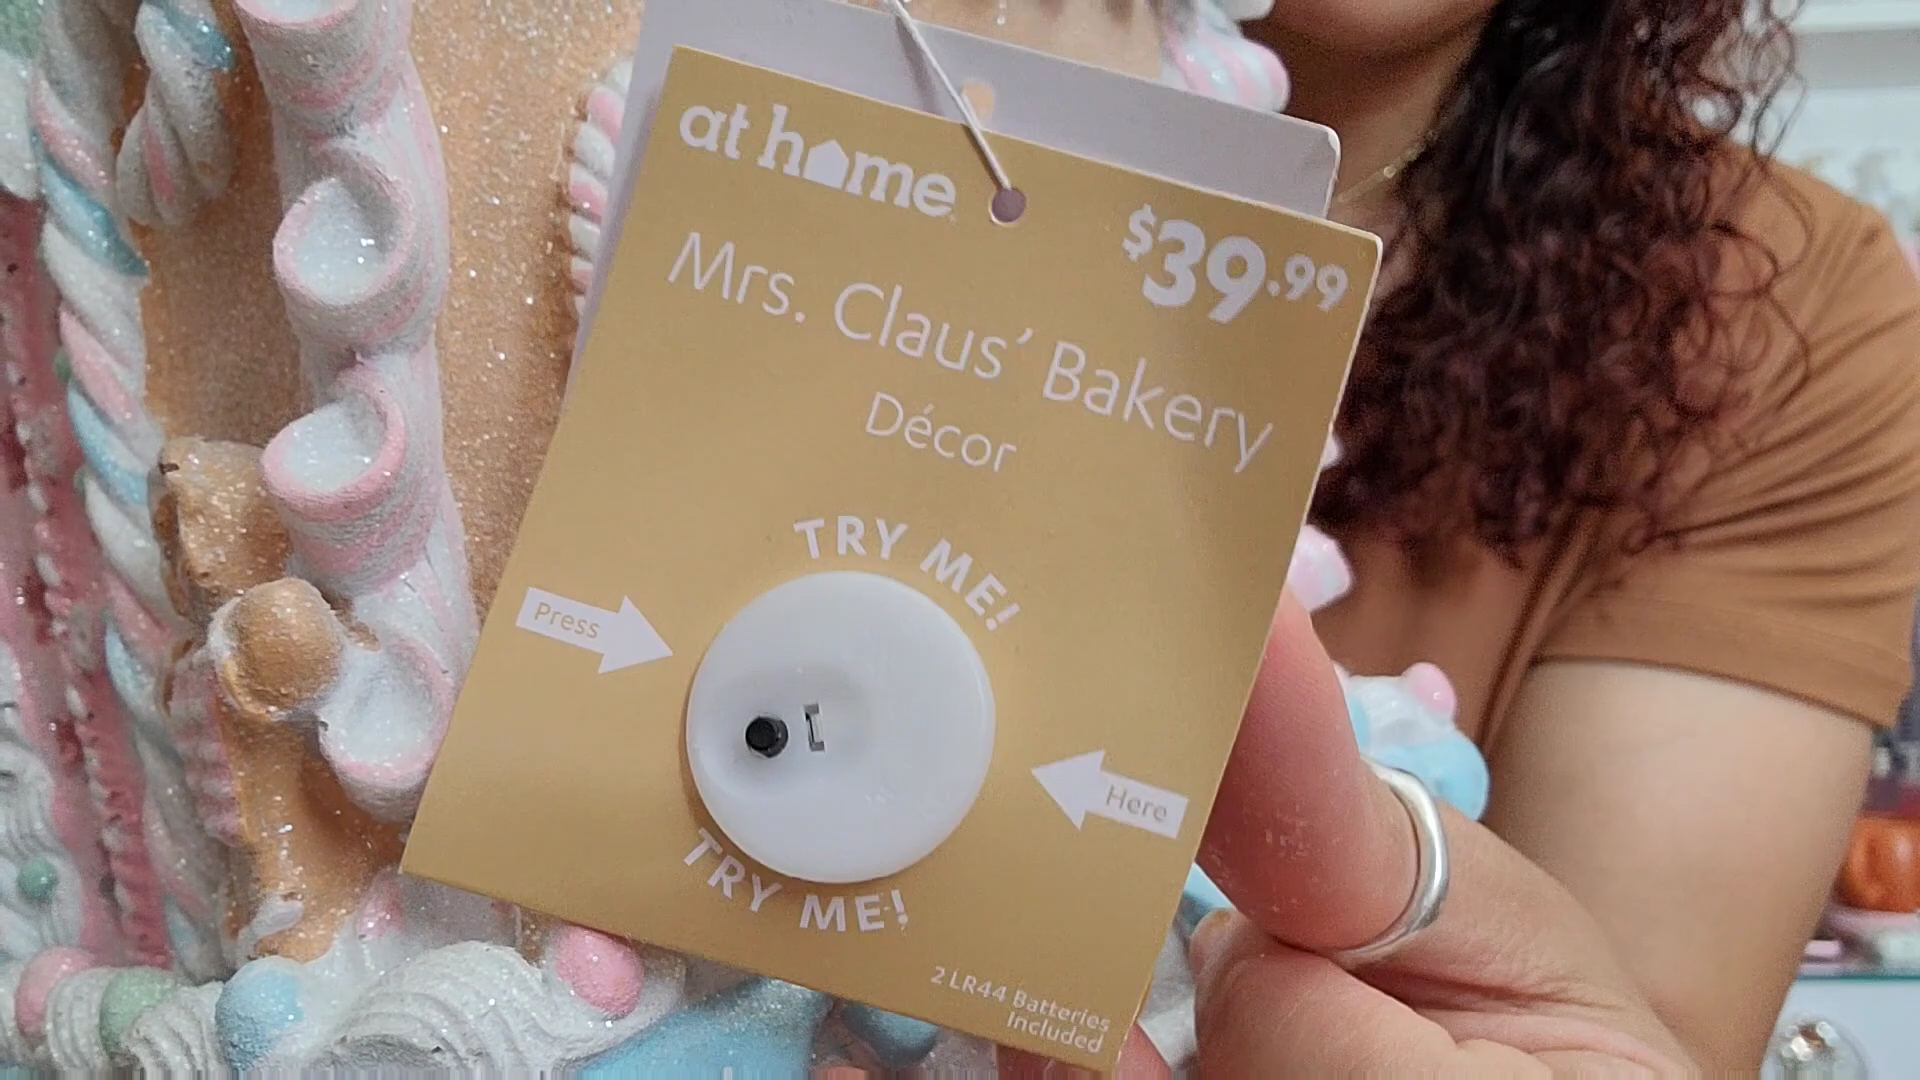 at home
$39.99
Mrs. Claus' Bakery
Décor
TRY ME!
Press
Here
TRY ME!
2 LR44 Batteries
Included